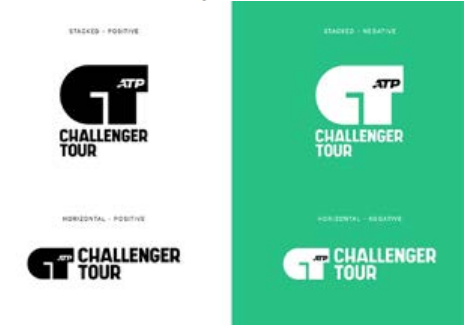 STACKED - POSITIVE
ATP
CHALLENGER
TOUR
HORIZONTAL - POSITIVE
ATP
CHALLENGER
TOUR
STACKED - NEGATIVE
ATP
CHALLENGER
TOUR
HORIZONTAL - NEGATIVE
ATP
CHALLENGER
TOUR